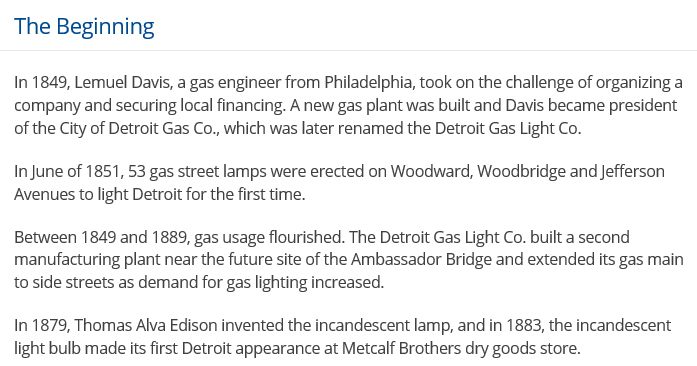 The Beginning
In 1849, Lemuel Davis, a gas engineer from Philadelphia, took on the challenge of organizing a
company and securing local financing. A new gas plant was built and Davis became president
of the City of Detroit Gas Co., which was later renamed the Detroit Gas Light Co.
In June of 1851, 53 gas street lamps were erected on Woodward, Woodbridge and Jefferson
Avenues to light Detroit for the first time.
Between 1849 and 1889, gas usage flourished. The Detroit Gas Light Co. built a second
manufacturing plant near the future site of the Ambassador Bridge and extended its gas main
to side streets as demand for gas lighting increased.
In 1879, Thomas Alva Edison invented the incandescent lamp, and in 1883, the incandescent
light bulb made its first Detroit appearance at Metcalf Brothers dry goods store.